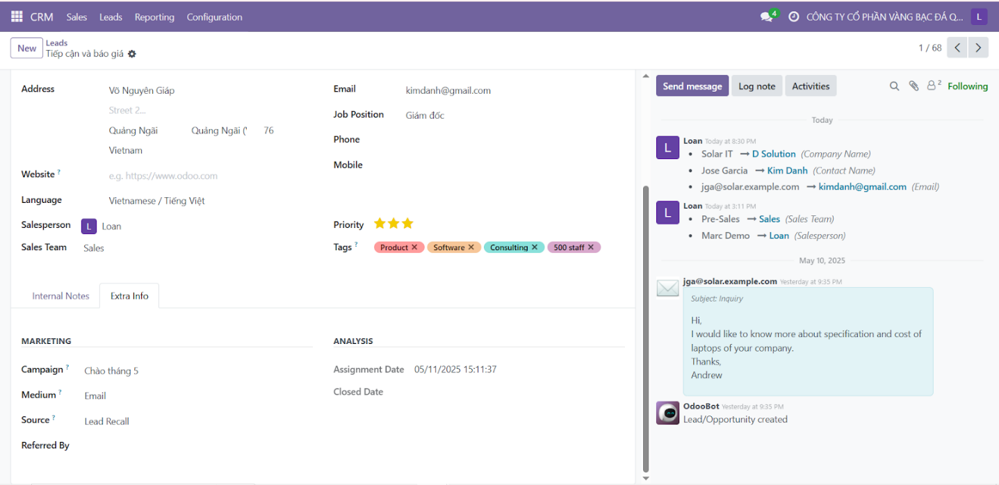 CRM Sales Leads Reporting Configuration 4 CÔNG TY CỔ PHẦN VÀNG BẠC ĐÁ Q... L
New Leads 1 / 68
Tiếp cận và báo giá
Address Võ Nguyên Giáp
Street 2...
Quảng Ngãi Quảng Ngãi (' 76
Vietnam
Website ? e.g. https://www.odoo.com
Language Vietnamese / Tiếng Việt
Salesperson L Loan
Sales Team Sales
Email kimdanh@gmail.com
Job Position Giám đốc
Phone
Mobile
Priority
Tags ? Product × Software × Consulting × 500 staff ×
Internal Notes Extra Info
MARKETING
Campaign ? Chào tháng 5
Medium ? Email
Source ? Lead Recall
Referred By
ANALYSIS
Assignment Date 05/11/2025 15:11:37
Closed Date
Send message Log note Activities 2 Following
Today
L Loan Today at 8:30 PM
• Solar IT → D Solution (Company Name)
• Jose Garcia → Kim Danh (Contact Name)
• jga@solar.example.com → kimdanh@gmail.com (Email)
L Loan Today at 3:11 PM
• Pre-Sales → Sales (Sales Team)
• Marc Demo → Loan (Salesperson)
May 10, 2025
jga@solar.example.com Yesterday at 9:35 PM
Subject: Inquiry
Hi,
I would like to know more about specification and cost of
laptops of your company.
Thanks,
Andrew
OdooBot Yesterday at 9:35 PM
Lead/Opportunity created